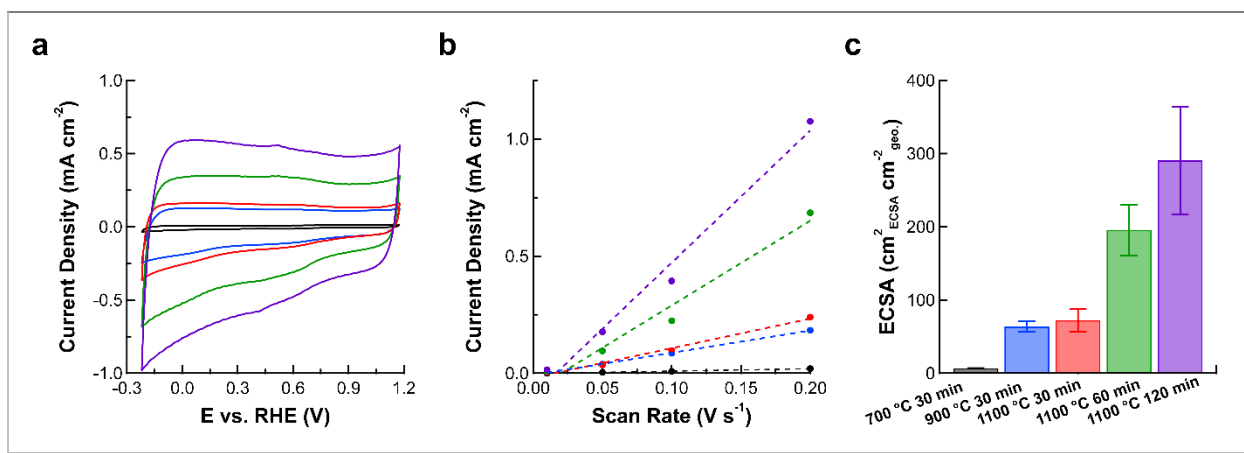 a
Current Density (mA cm-2)
1.0
0.5
0.0
-0.5
-1.0
-0.3
0.0
0.3
0.6
0.9
1.2
E vs. RHE (V)
b
Current Density (mA cm-2)
1.0
0.5
0.0
0.00
0.05
0.10
0.15
0.20
Scan Rate (V s-1)
c
ECSA (cm2ECSA cm-2geo.)
400
300
200
100
0
700 °C 30 min
900 °C 30 min
1100 °C 30 min
1100 °C 60 min
1100 °C 120 min